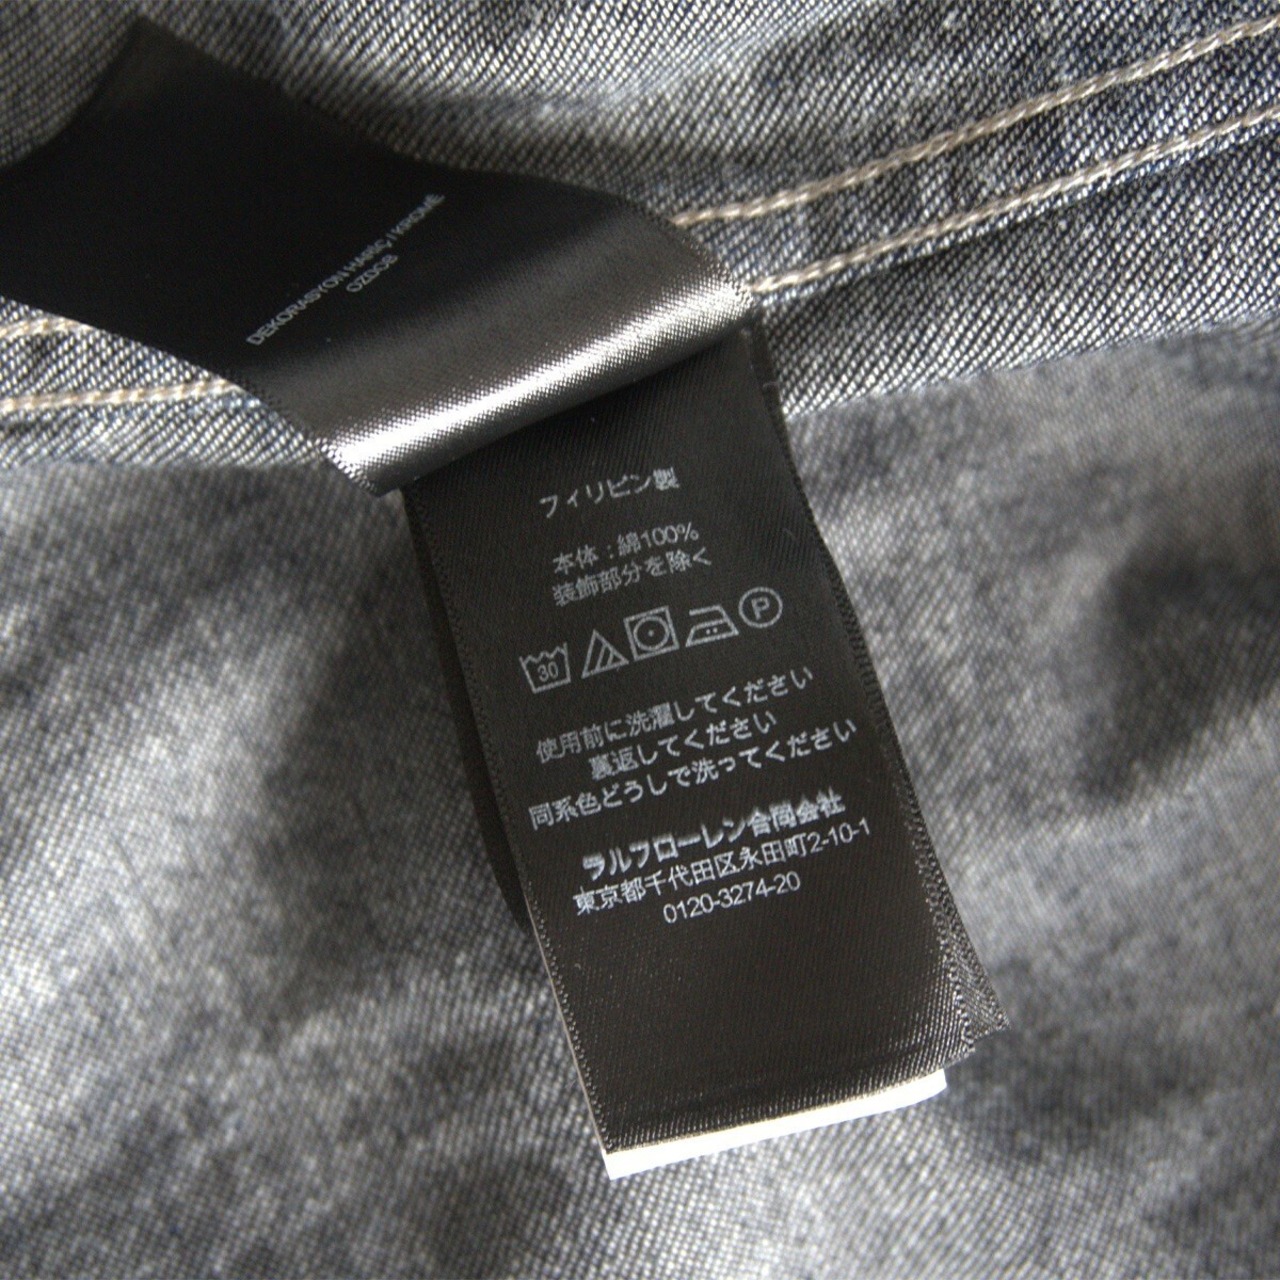 DEKORASYON HARİÇ / KROMĖ
OZDOB
フィリピン製
本体：綿100%
装飾部分を除く
30
P
使用前に洗濯してください
裏返してください
同系色どうしで洗ってください
ラルフローレン合同会社
東京都千代田区永田町2-10-1
0120-3274-20